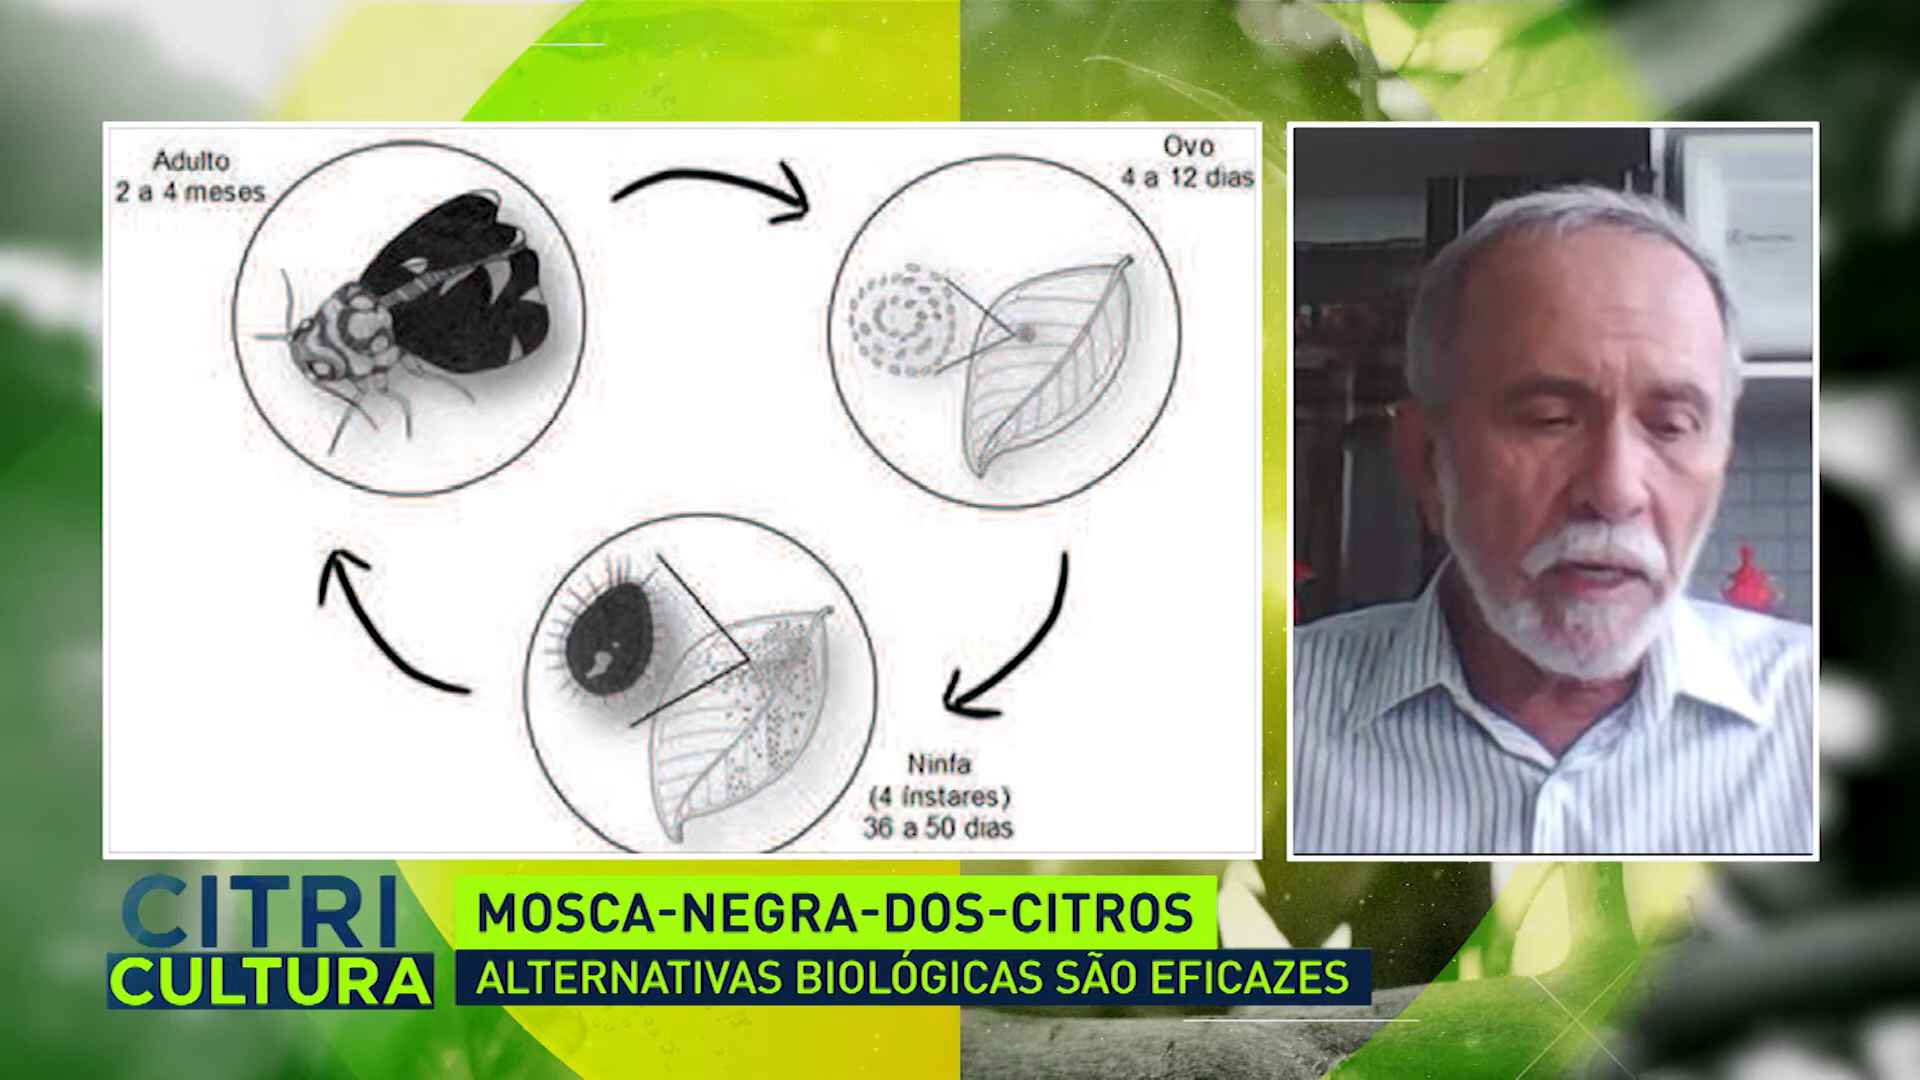 Adulto
2 a 4 meses
Ovo
4 a 12 dias
Ninfa
(4 ínstares)
36 a 50 dias
CITRI
CULTURA
MOSCA-NEGRA-DOS-CITROS
ALTERNATIVAS BIOLÓGICAS SÃO EFICAZES